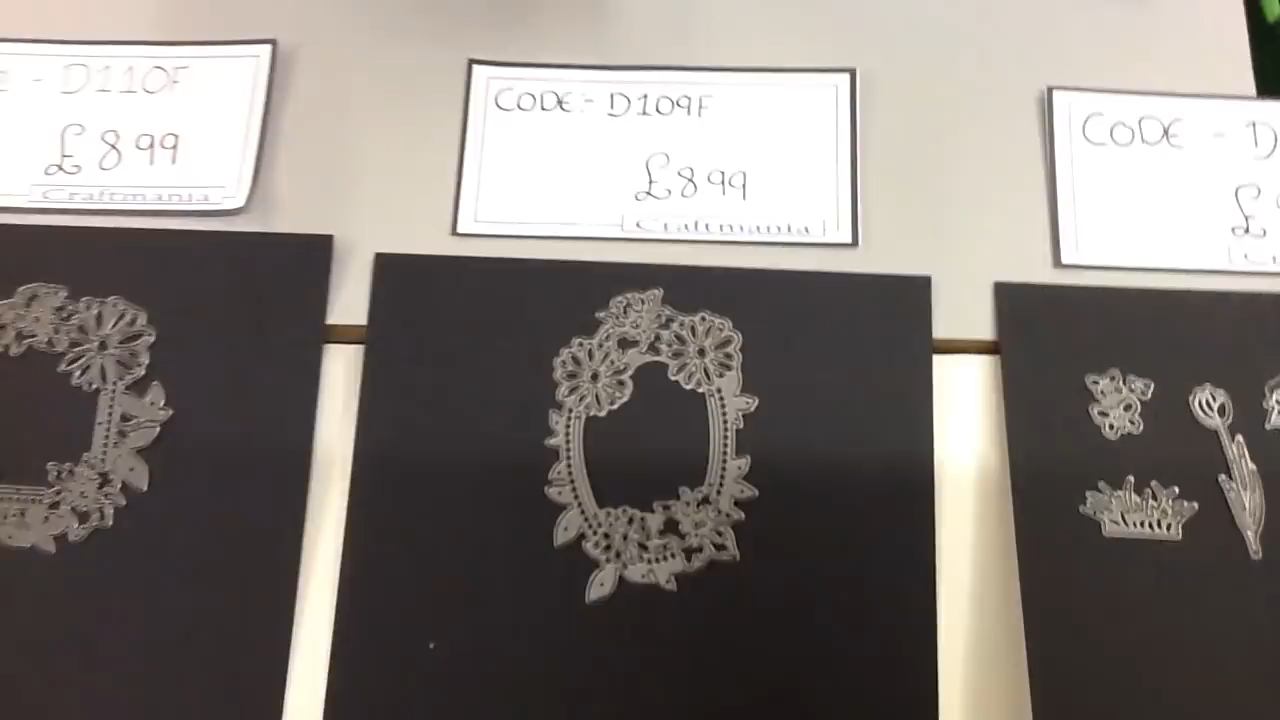 - D110F
£8 99
Craftmania
CODE:- D109F
£8 99
Craftmania
CODE - D
£